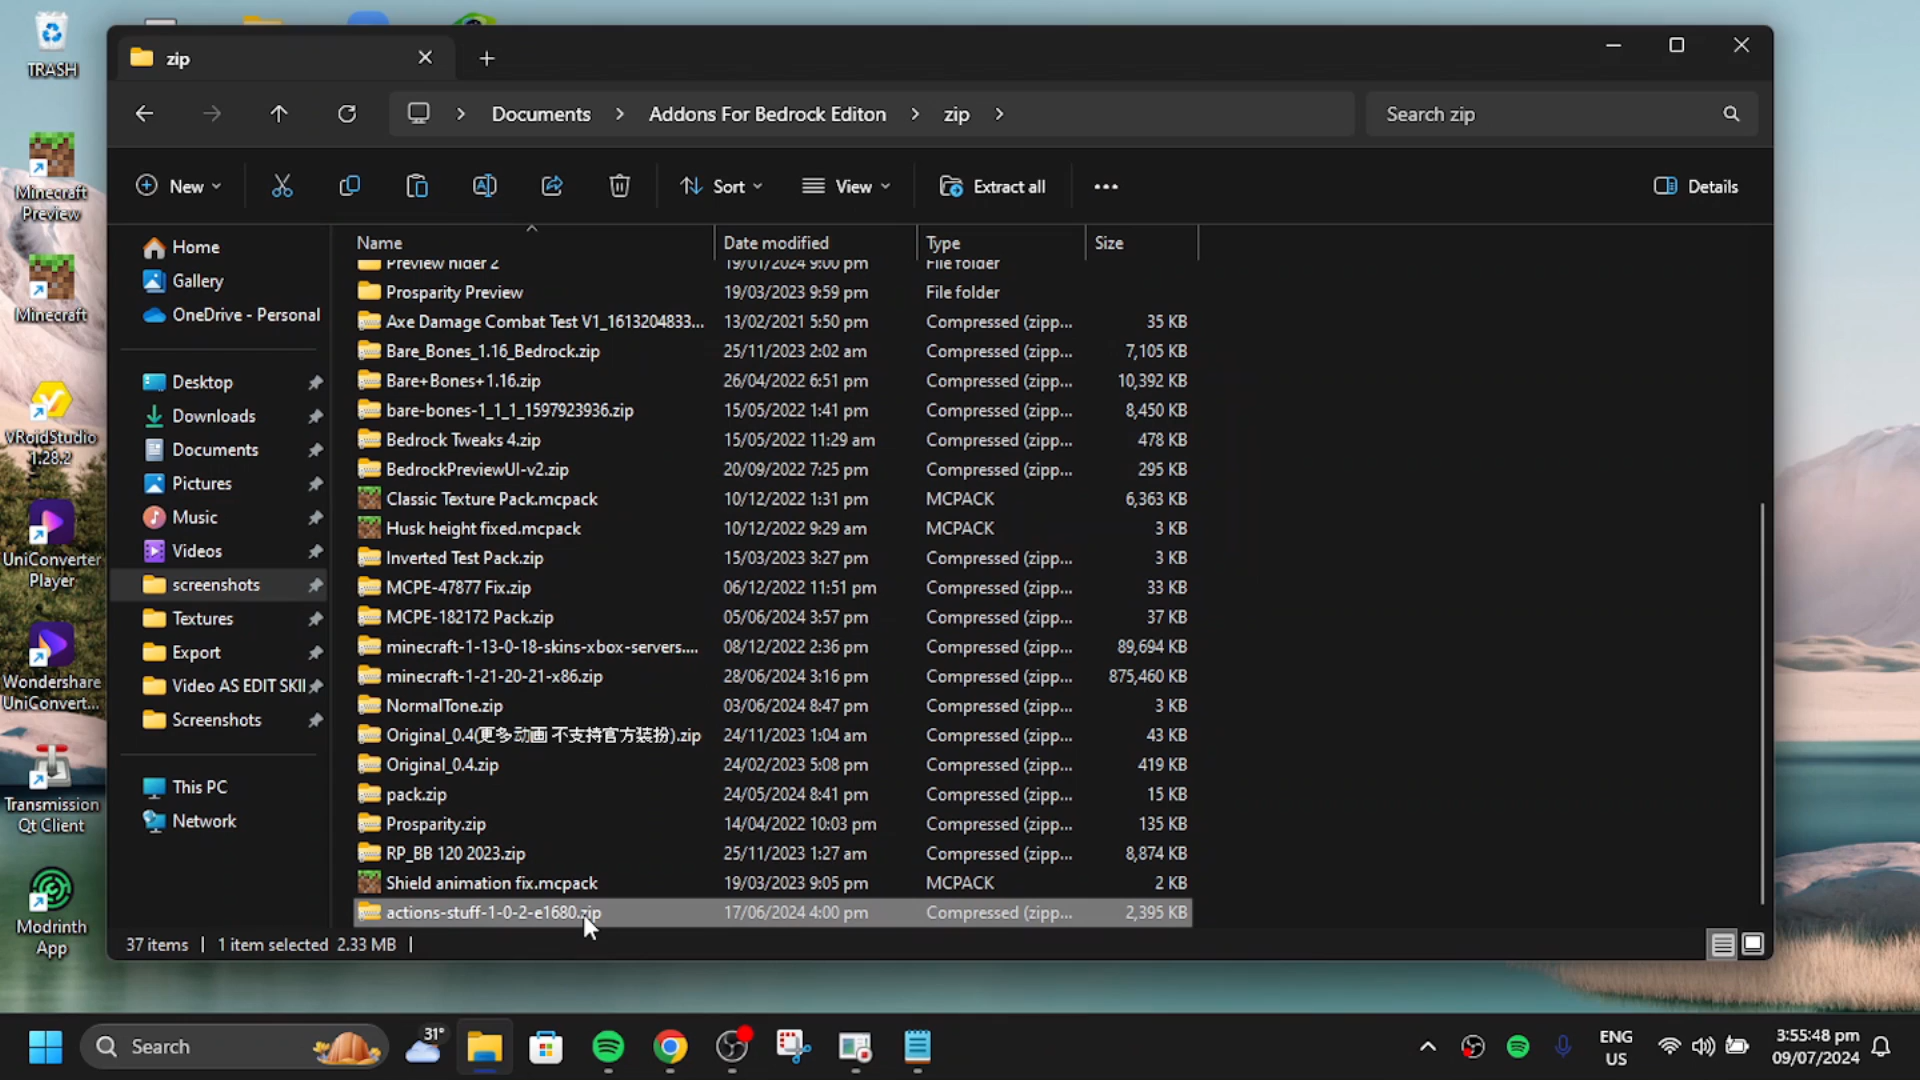 TRASH
Minecraft
Preview
Minecraft
VRoidStudio
1.28.2
UniConverter
Player
Wondershare
UniConvert...
Transmission
Qt Client
Modrinth
App
zip
Documents > Addons For Bedrock Editon > zip >
Search zip
New
Sort
View
Extract all
Details
Home
Gallery
OneDrive - Personal
Desktop
Downloads
Documents
Pictures
Music
Videos
screenshots
Textures
Export
Video AS EDIT SKII
Screenshots
This PC
Network
Name Date modified Type Size
Preview hider 2 19/01/2024 9:00 pm File folder
Prosparity Preview 19/03/2023 9:59 pm File folder
Axe Damage Combat Test V1_1613204833... 13/02/2021 5:50 pm Compressed (zipp... 35 KB
Bare_Bones_1.16_Bedrock.zip 25/11/2023 2:02 am Compressed (zipp... 7,105 KB
Bare+Bones+1.16.zip 26/04/2022 6:51 pm Compressed (zipp... 10,392 KB
bare-bones-1_1_1_1597923936.zip 15/05/2022 1:41 pm Compressed (zipp... 8,450 KB
Bedrock Tweaks 4.zip 15/05/2022 11:29 am Compressed (zipp... 478 KB
BedrockPreviewUI-v2.zip 20/09/2022 7:25 pm Compressed (zipp... 295 KB
Classic Texture Pack.mcpack 10/12/2022 1:31 pm MCPACK 6,363 KB
Husk height fixed.mcpack 10/12/2022 9:29 am MCPACK 3 KB
Inverted Test Pack.zip 15/03/2023 3:27 pm Compressed (zipp... 3 KB
MCPE-47877 Fix.zip 06/12/2022 11:51 pm Compressed (zipp... 33 KB
MCPE-182172 Pack.zip 05/06/2024 3:57 pm Compressed (zipp... 37 KB
minecraft-1-13-0-18-skins-xbox-servers.... 08/12/2022 2:36 pm Compressed (zipp... 89,694 KB
minecraft-1-21-20-21-x86.zip 28/06/2024 3:16 pm Compressed (zipp... 875,460 KB
NormalTone.zip 03/06/2024 8:47 pm Compressed (zipp... 3 KB
Original_0.4(更多动画 不支持官方装扮).zip 24/11/2023 1:04 am Compressed (zipp... 43 KB
Original_0.4.zip 24/02/2023 5:08 pm Compressed (zipp... 419 KB
pack.zip 24/05/2024 8:41 pm Compressed (zipp... 15 KB
Prosparity.zip 14/04/2022 10:03 pm Compressed (zipp... 135 KB
RP_BB 120 2023.zip 25/11/2023 1:27 am Compressed (zipp... 8,874 KB
Shield animation fix.mcpack 19/03/2023 9:05 pm MCPACK 2 KB
actions-stuff-1-0-2-e1680.zip 17/06/2024 4:00 pm Compressed (zipp... 2,395 KB
37 items | 1 item selected 2.33 MB |
Search
31°
ENG
US
3:55:48 pm
09/07/2024